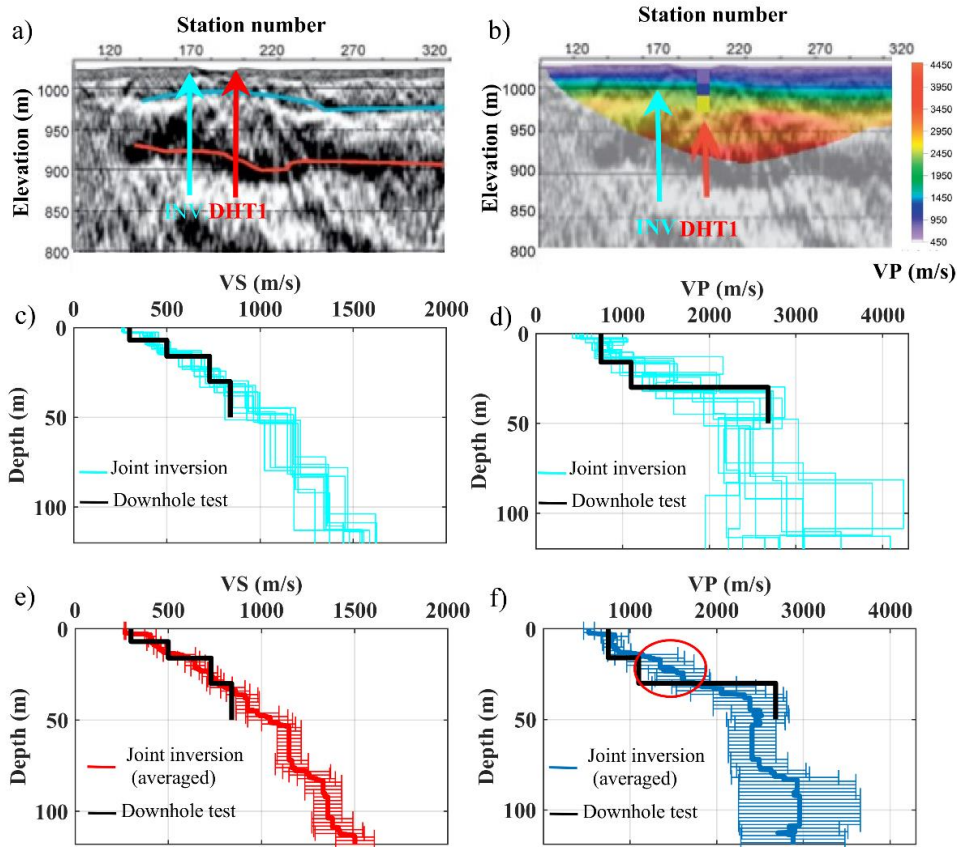 Station number
a)
120 170 220 270 320
Elevation (m)
1000
950
900
850
800
INV DHT1
Station number
b)
120 170 220 270 320
Elevation (m)
1000
950
900
850
800
INV DHT1
4450
3950
3450
2950
2450
1950
1450
950
450
VP (m/s)
VS (m/s)
c)
0 500 1000 1500 2000
Depth (m)
0
50
100
Joint inversion
Downhole test
VP (m/s)
d)
1000 2000 3000 4000
Depth (m)
0
50
100
Joint inversion
Downhole test
VS (m/s)
e)
0 500 1000 1500 2000
Depth (m)
0
50
100
Joint inversion
(averaged)
Downhole test
VP (m/s)
f)
1000 2000 3000 4000
Depth (m)
0
50
100
Joint inversion
(averaged)
Downhole test